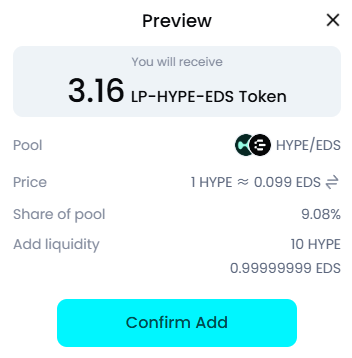 Preview
You will receive
3.16 LP-HYPE-EDS Token
Pool HYPE/EDS
Price 1 HYPE ≈ 0.099 EDS
Share of pool 9.08%
Add liquidity 10 HYPE
0.99999999 EDS
Confirm Add